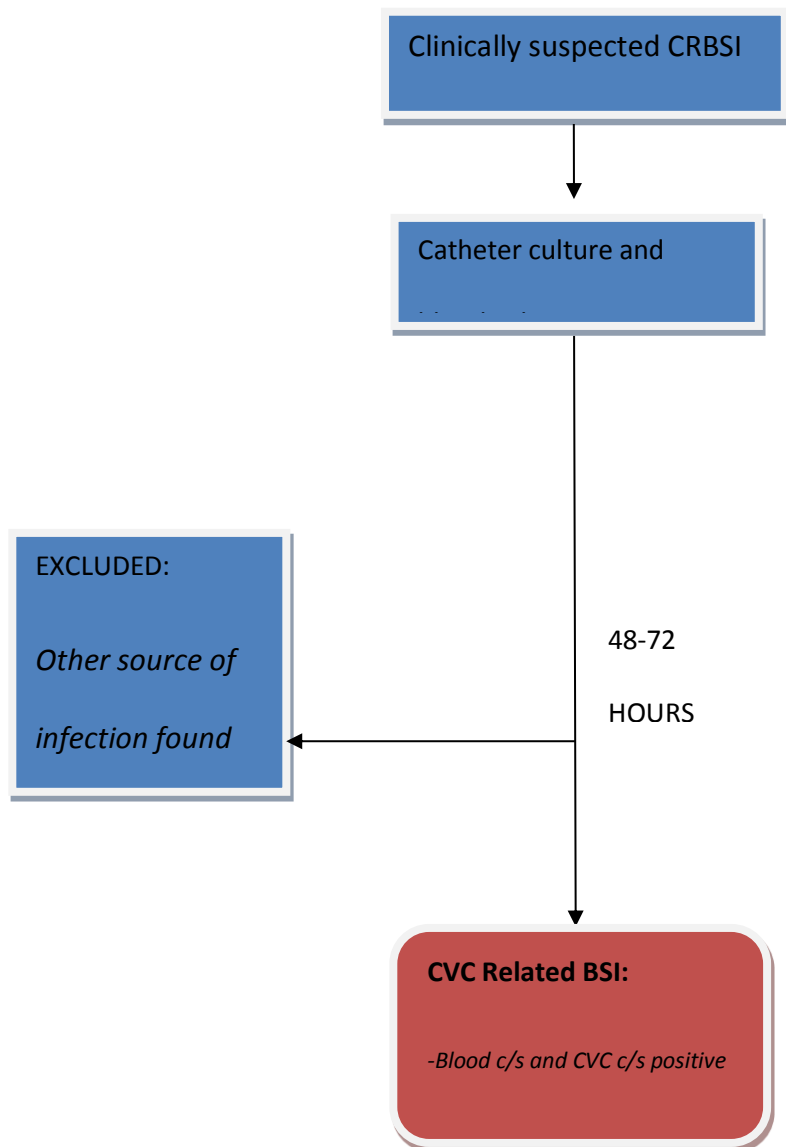 Clinically suspected CRBSI
Catheter culture and
EXCLUDED:
Other source of
infection found
48-72
HOURS
CVC Related BSI:
-Blood c/s and CVC c/s positive